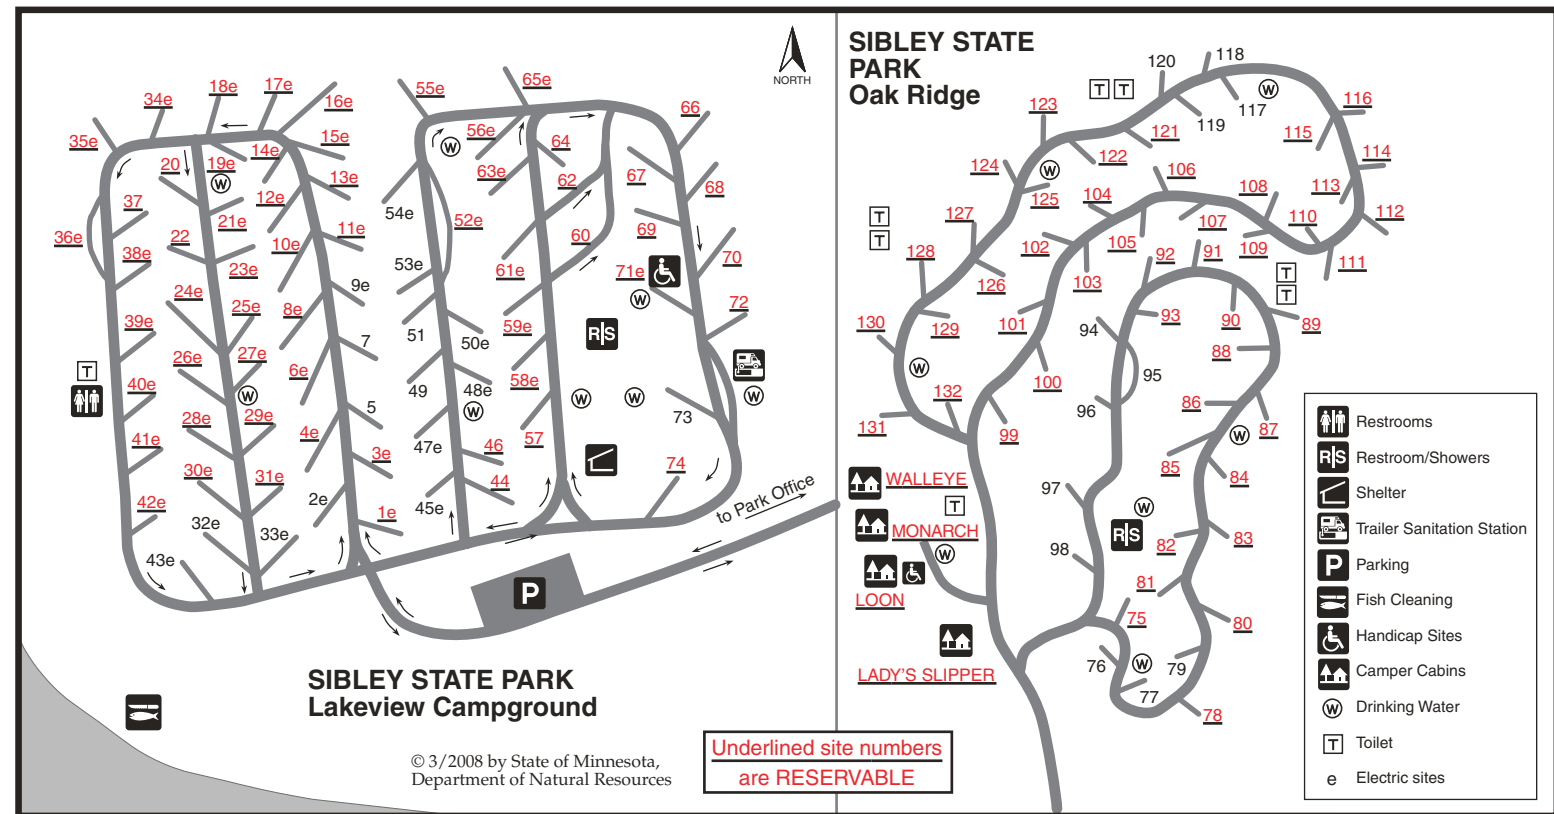 SIBLEY STATE
PARK
Oak Ridge
NORTH
65e
55e
18e
17e
16e
34e
66
56e
64
15e
35e
20
19e
14e
W
W
63e
62
67
68
13e
37
12e
54e
52e
21e
36e
22
11e
60
69
38e
10e
23e
53e
61e
71e
70
W
24e
9e
25e
8e
72
39e
51
50e
59e
R|S
7
26e
27e
T
6e
40e
49
48e
58e
W
W
W
W
W
28e
29e
5
73
41e
4e
47e
46
57
3e
30e
31e
44
74
42e
2e
45e
1e
32e
33e
43e
to Park Office
P
SIBLEY STATE PARK
Lakeview Campground
© 3/2008 by State of Minnesota,
Department of Natural Resources
Underlined site numbers
are RESERVABLE
118
120
T T
W
117
119
123
116
121
115
122
124
W
114
106
125
104
108
113
T
T
127
107
110
112
105
109
128
102
92
91
111
103
126
T
T
130
129
101
93
90
89
94
88
W
100
95
132
96
86
131
99
W
87
85
84
WALLEYE
97
T
MONARCH
W
R|S
82
83
W
98
LOON
81
75
80
LADY'S SLIPPER
76
W
79
77
78
Restrooms
R|S Restroom/Showers
Shelter
Trailer Sanitation Station
P Parking
Fish Cleaning
Handicap Sites
Camper Cabins
W Drinking Water
T Toilet
e Electric sites